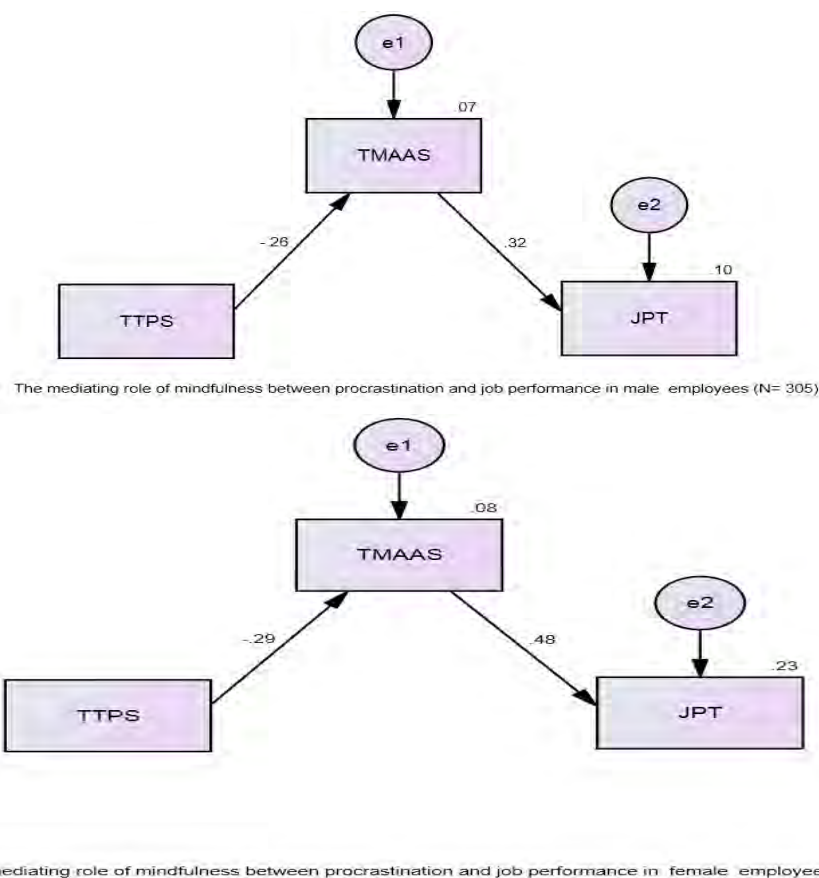 e1
.07
TMAAS
e2
-.26
.32
.10
TTPS
JPT
The mediating role of mindfulness between procrastination and job performance in male employees (N= 305)
e1
.08
TMAAS
e2
-.29
.48
.23
TTPS
JPT
role of mindfulness between procrastination and job performance in female